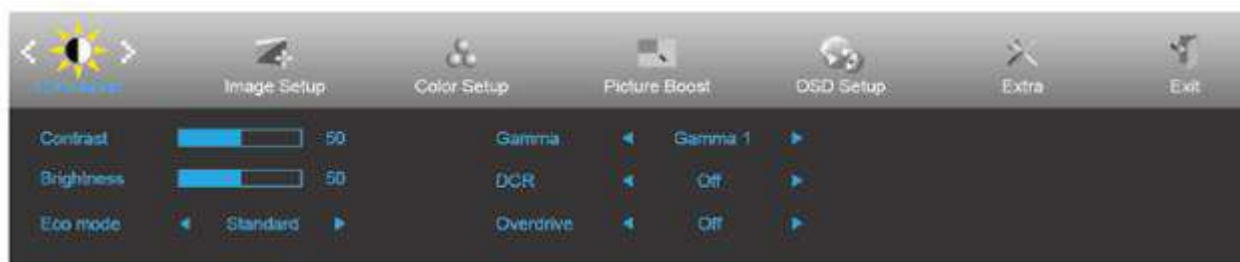 Image Setup
Color Setup
Picture Boost
OSD Setup
Extra
Exit
Contrast 50 Gamma Gamma 1
Brightness 50 DCR Off
Eco mode Standard Overdrive Off